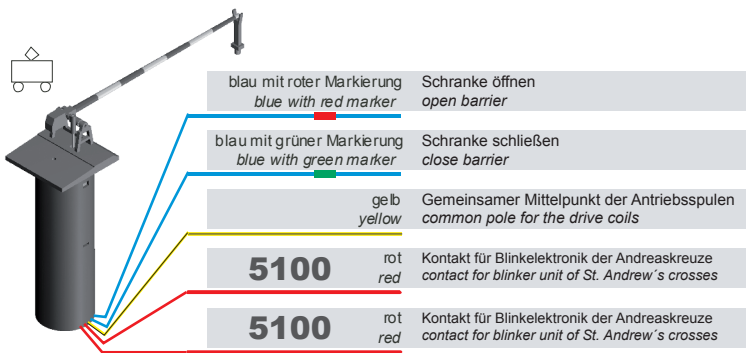 blau mit roter Markierung Schranke öffnen
blue with red marker open barrier
blau mit grüner Markierung Schranke schließen
blue with green marker close barrier
gelb Gemeinsamer Mittelpunkt der Antriebsspulen
yellow common pole for the drive coils
5100 rot Kontakt für Blinkelektronik der Andreaskreuze
red contact for blinker unit of St. Andrew´s crosses
5100 rot Kontakt für Blinkelektronik der Andreaskreuze
red contact for blinker unit of St. Andrew´s crosses